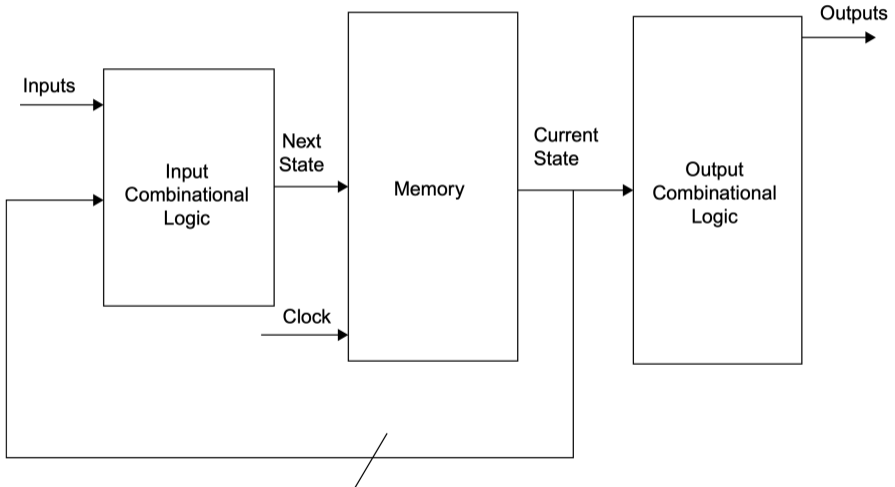 Outputs
Inputs
Next
State
Current
State
Input
Combinational
Logic
Memory
Output
Combinational
Logic
Clock